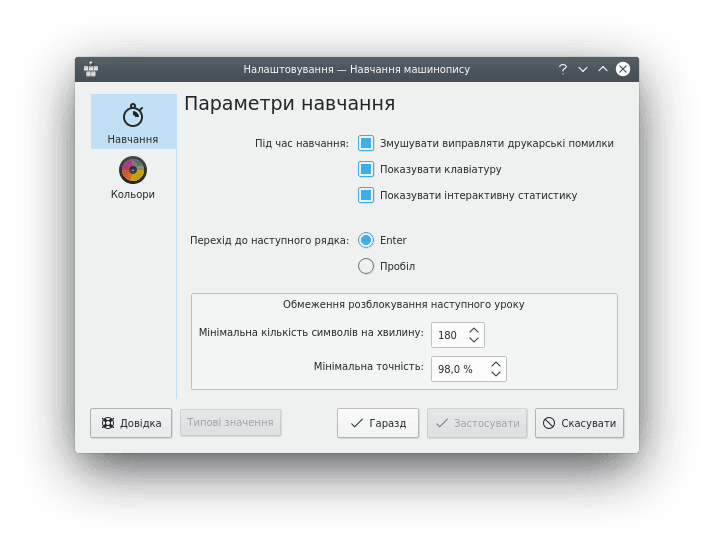 Налаштовування — Навчання машинопису
Навчання
Кольори
Параметри навчання
Під час навчання:
Змушувати виправляти друкарські помилки
Показувати клавіатуру
Показувати інтерактивну статистику
Перехід до наступного рядка:
Enter
Пробіл
Обмеження розблокування наступного уроку
Мінімальна кількість символів на хвилину: 180
Мінімальна точність: 98,0 %
Довідка Типові значення Гаразд Застосувати Скасувати